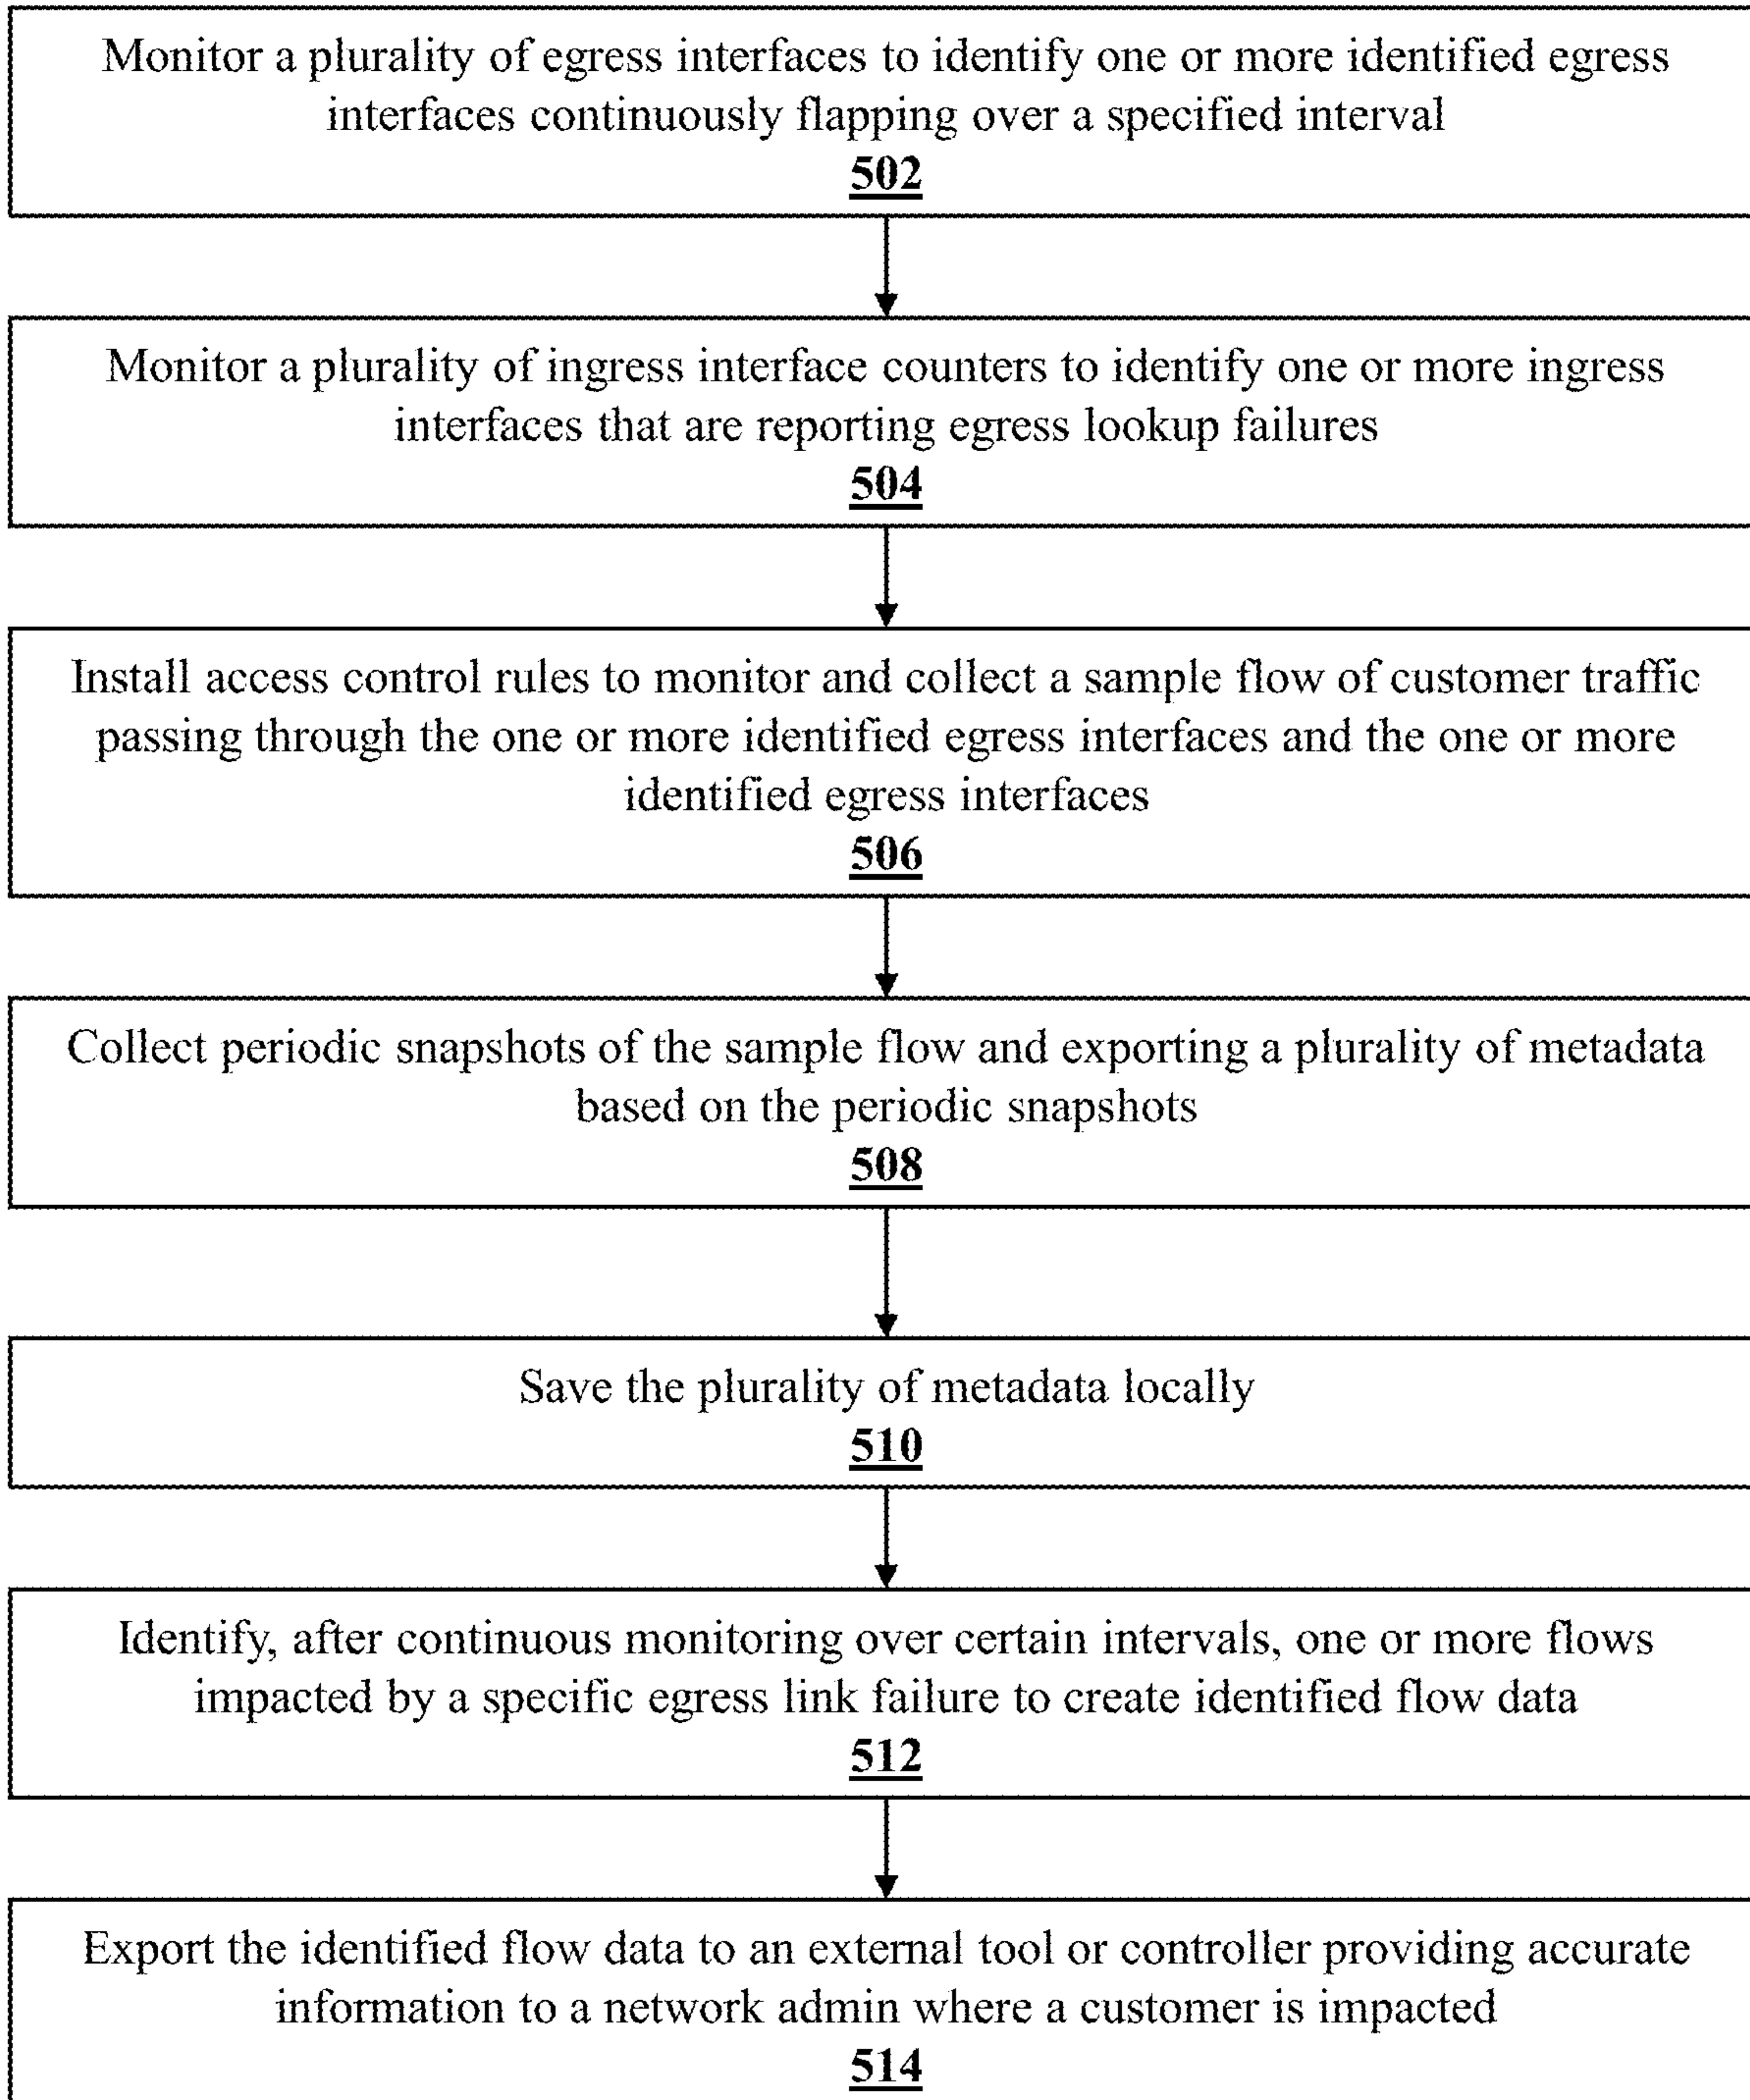 Monitor a plurality of egress interfaces to identify one or more identified egress
interfaces continuously flapping over a specified interval
502
Monitor a plurality of ingress interface counters to identify one or more ingress
interfaces that are reporting egress lookup failures
504
Install access control rules to monitor and collect a sample flow of customer traffic
passing through the one or more identified egress interfaces and the one or more
identified egress interfaces
506
Collect periodic snapshots of the sample flow and exporting a plurality of metadata
based on the periodic snapshots
508
Save the plurality of metadata locally
510
Identify, after continuous monitoring over certain intervals, one or more flows
impacted by a specific egress link failure to create identified flow data
512
Export the identified flow data to an external tool or controller providing accurate
information to a network admin where a customer is impacted
514